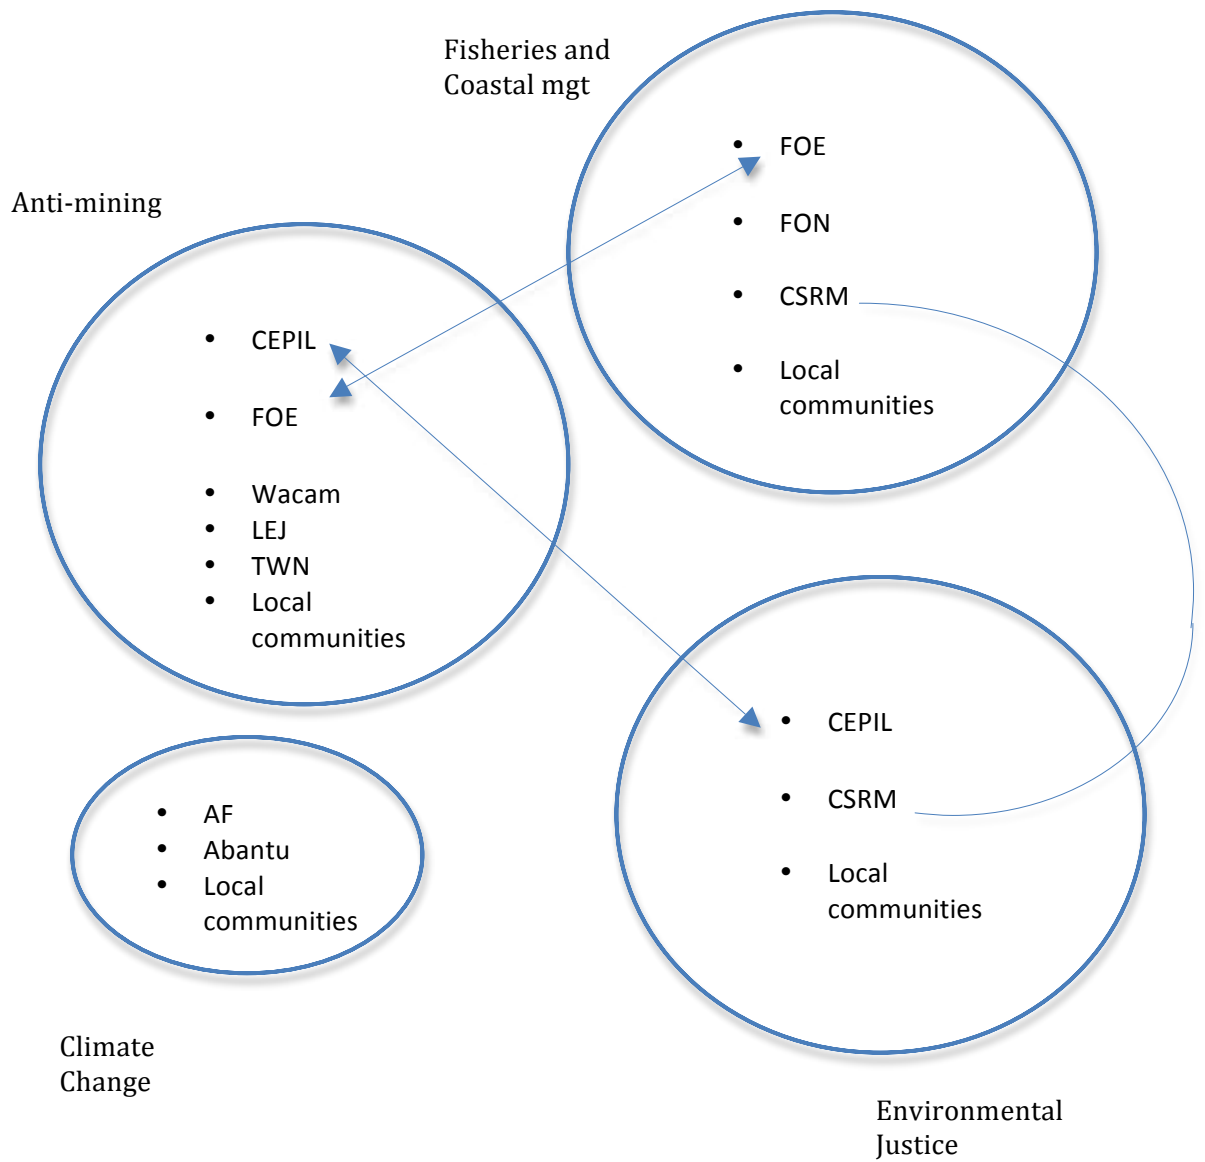 Fisheries and
Coastal mgt
• FOE
• FON
• CSRM
• Local
communities
Anti-mining
• CEPIL
• FOE
• Wacam
• LEJ
• TWN
• Local
communities
• CEPIL
• CSRM
• Local
communities
Environmental
Justice
• AF
• Abantu
• Local
communities
Climate
Change